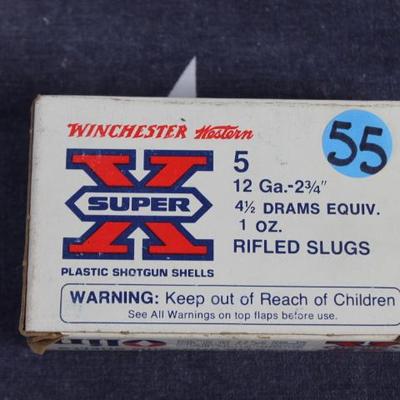 WINCHESTER Western
X
SUPER
PLASTIC SHOTGUN SHELLS
5
12 Ga.-2¾"
4½ DRAMS EQUIV.
1 OZ.
RIFLED SLUGS
55
WARNING: Keep out of Reach of Children
See All Warnings on top flaps before use.